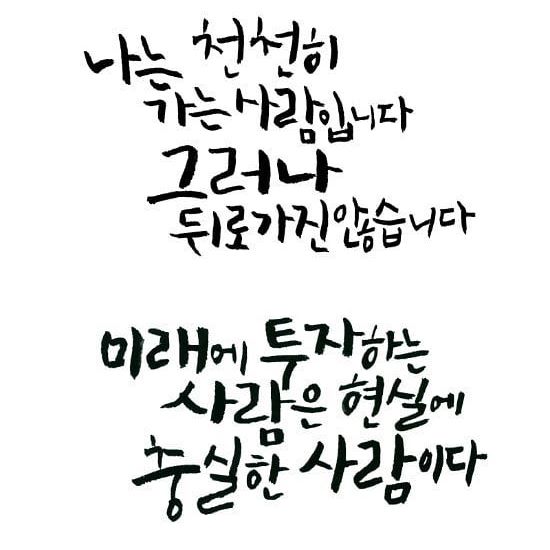 나는 천천히
가는 사람입니다
그러나
뒤로가진않습니다
미래에 투자하는
사람은 현실에
충실한 사람이다